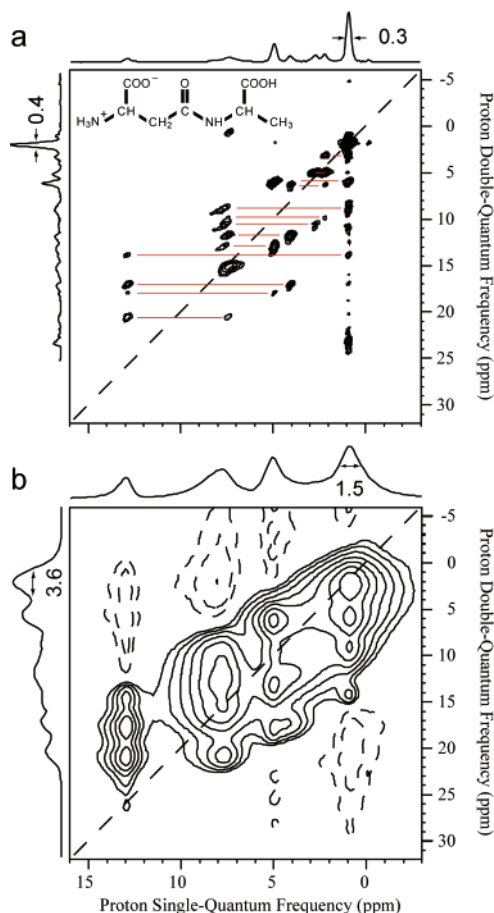 a
0.3
0.4
COO⁻ O COOH
H₃N⁺ CH₂ NH CH₃
-5
0
5
10
15
20
25
30
Proton Double-Quantum Frequency (ppm)
b
1.5
3.6
-5
0
5
10
15
20
25
30
Proton Double-Quantum Frequency (ppm)
15 10 5 0
Proton Single-Quantum Frequency (ppm)